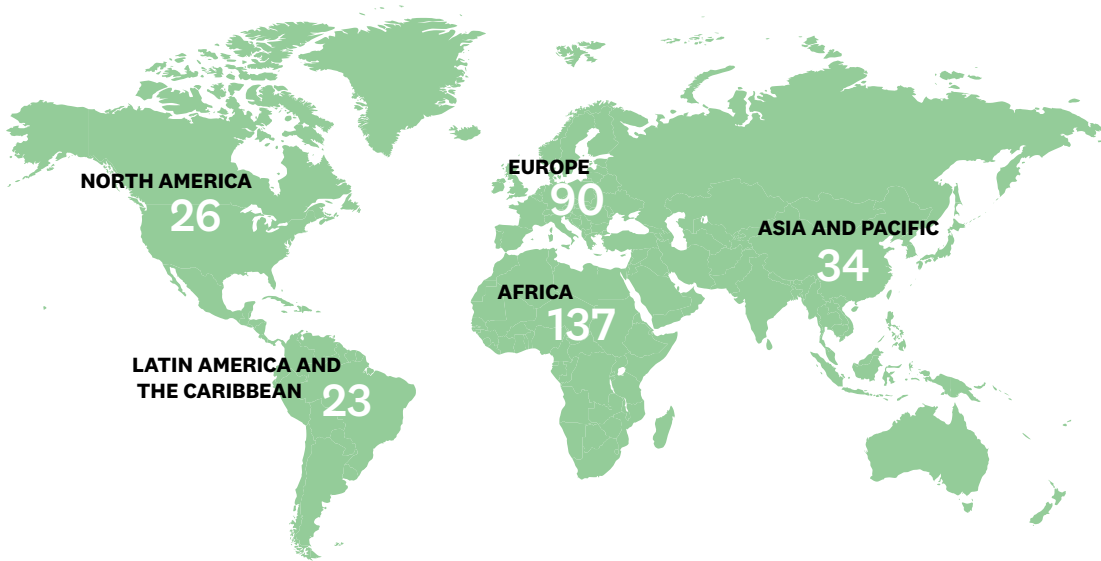 NORTH AMERICA
26
EUROPE
90
ASIA AND PACIFIC
34
AFRICA
137
LATIN AMERICA AND
THE CARIBBEAN
23